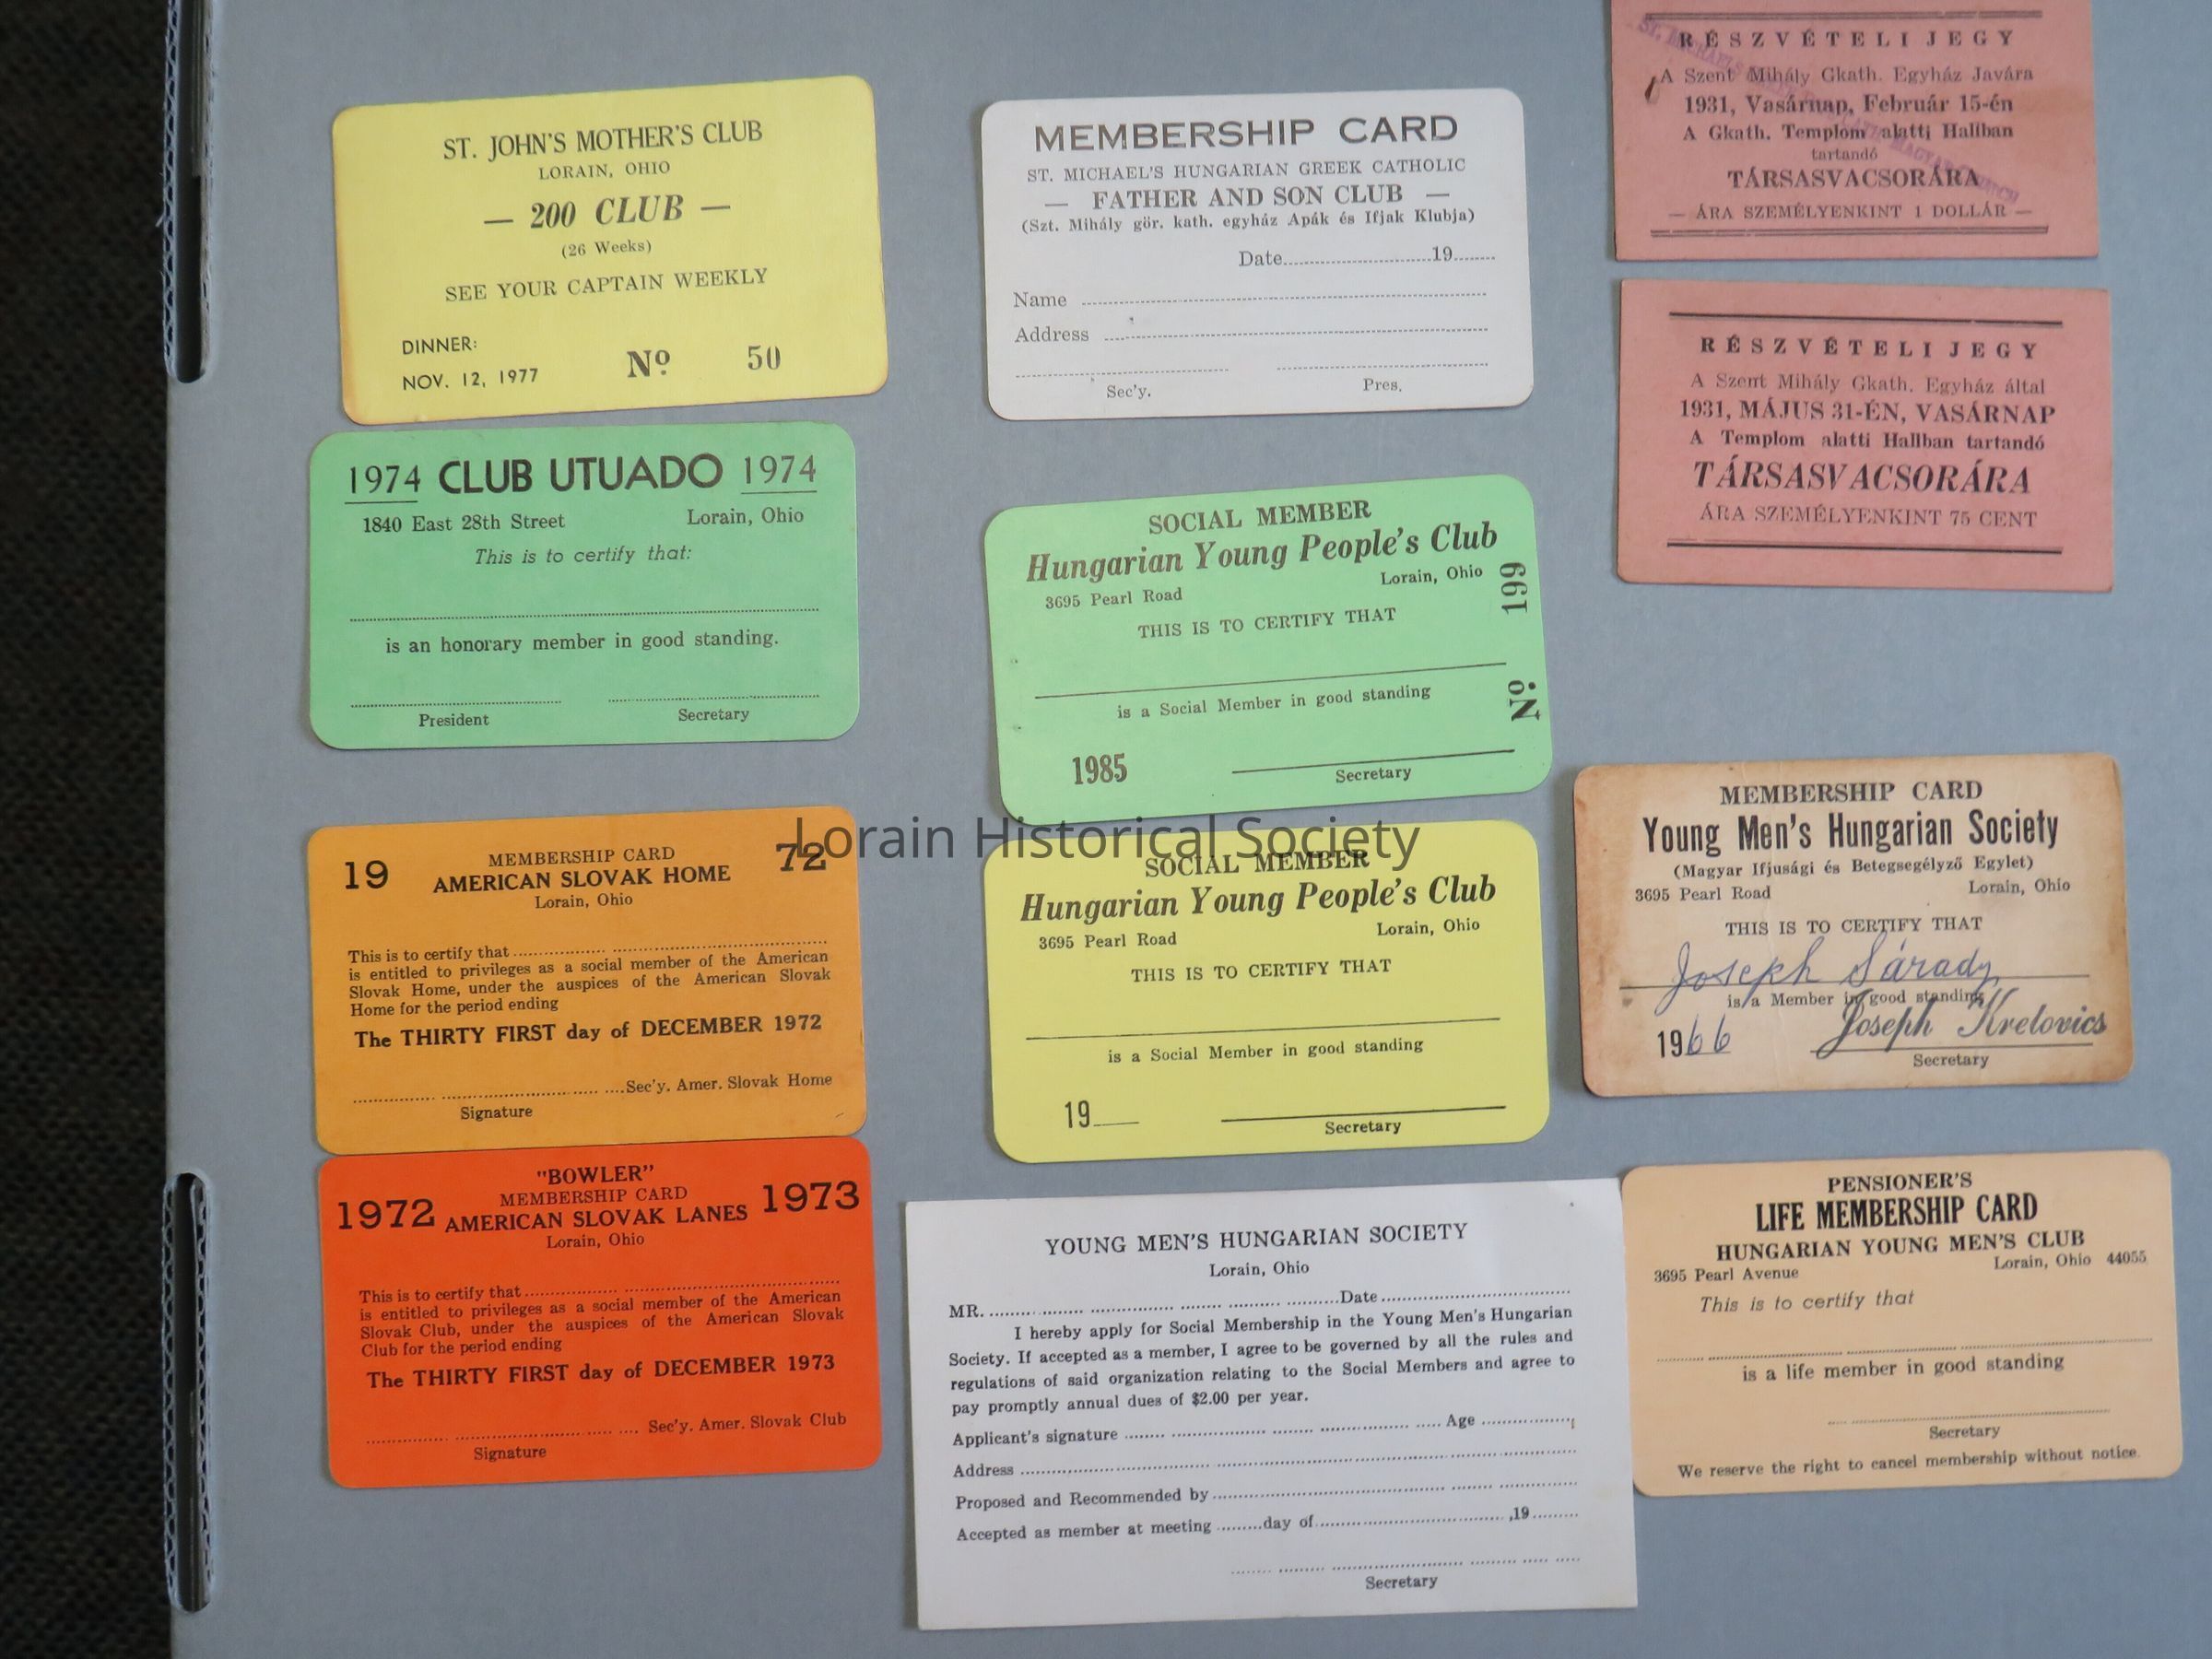 ST. JOHN'S MOTHER'S CLUB
LORAIN, OHIO
— 200 CLUB —
(26 Weeks)
SEE YOUR CAPTAIN WEEKLY
DINNER:
NOV. 12, 1977 Nº 50
1974 CLUB UTUADO 1974
1840 East 28th Street Lorain, Ohio
This is to certify that:
is an honorary member in good standing.
President Secretary
19 MEMBERSHIP CARD 72
AMERICAN SLOVAK HOME
Lorain, Ohio
This is to certify that
is entitled to privileges as a social member of the American
Slovak Home, under the auspices of the American Slovak
Home for the period ending
The THIRTY FIRST day of DECEMBER 1972
Sec'y. Amer. Slovak Home
Signature
"BOWLER"
MEMBERSHIP CARD
1972 AMERICAN SLOVAK LANES 1973
Lorain, Ohio
This is to certify that
is entitled to privileges as a social member of the American
Slovak Club, under the auspices of the American Slovak
Club for the period ending
The THIRTY FIRST day of DECEMBER 1973
Sec'y. Amer. Slovak Club
Signature
MEMBERSHIP CARD
ST. MICHAEL'S HUNGARIAN GREEK CATHOLIC
— FATHER AND SON CLUB —
(Szt. Mihály gör. kath. egyház Apák és Ifjak Klubja)
Date 19
Name
Address
Sec'y. Pres.
SOCIAL MEMBER
Hungarian Young People's Club
3695 Pearl Road Lorain, Ohio
THIS IS TO CERTIFY THAT
is a Social Member in good standing
1985
Secretary
Nº 199
Lorain Historical Society
SOCIAL MEMBER
Hungarian Young People's Club
3695 Pearl Road Lorain, Ohio
THIS IS TO CERTIFY THAT
is a Social Member in good standing
19
Secretary
YOUNG MEN'S HUNGARIAN SOCIETY
Lorain, Ohio
MR. Date
I hereby apply for Social Membership in the Young Men's Hungarian
Society. If accepted as a member, I agree to be governed by all the rules and
regulations of said organization relating to the Social Members and agree to
pay promptly annual dues of $2.00 per year.
Applicant's signature Age
Address
Proposed and Recommended by
Accepted as member at meeting day of ,19
Secretary
RÉSZVÉTELI JEGY
A Szent Mihály Gkath. Egyház Javára
1931, Vasárnap, Február 15-én
A Gkath. Templom alatti Hallban
tartandó
TÁRSASVACSORÁRA
— ÁRA SZEMÉLYENKINT 1 DOLLÁR —
ST. MICHAELS MAGYAR CHURCH
RÉSZVÉTELI JEGY
A Szent Mihály Gkath. Egyház által
1931, MÁJUS 31-ÉN, VASÁRNAP
A Templom alatti Hallban tartandó
TÁRSASVACSORÁRA
ÁRA SZEMÉLYENKINT 75 CENT
MEMBERSHIP CARD
Young Men's Hungarian Society
(Magyar Ifjusági és Betegsegélyző Egylet)
3695 Pearl Road Lorain, Ohio
THIS IS TO CERTIFY THAT
Joseph Sárady
is a Member in good standing
1966 Joseph Kretovics
Secretary
PENSIONER'S
LIFE MEMBERSHIP CARD
HUNGARIAN YOUNG MEN'S CLUB
3695 Pearl Avenue Lorain, Ohio 44055
This is to certify that
is a life member in good standing
Secretary
We reserve the right to cancel membership without notice.